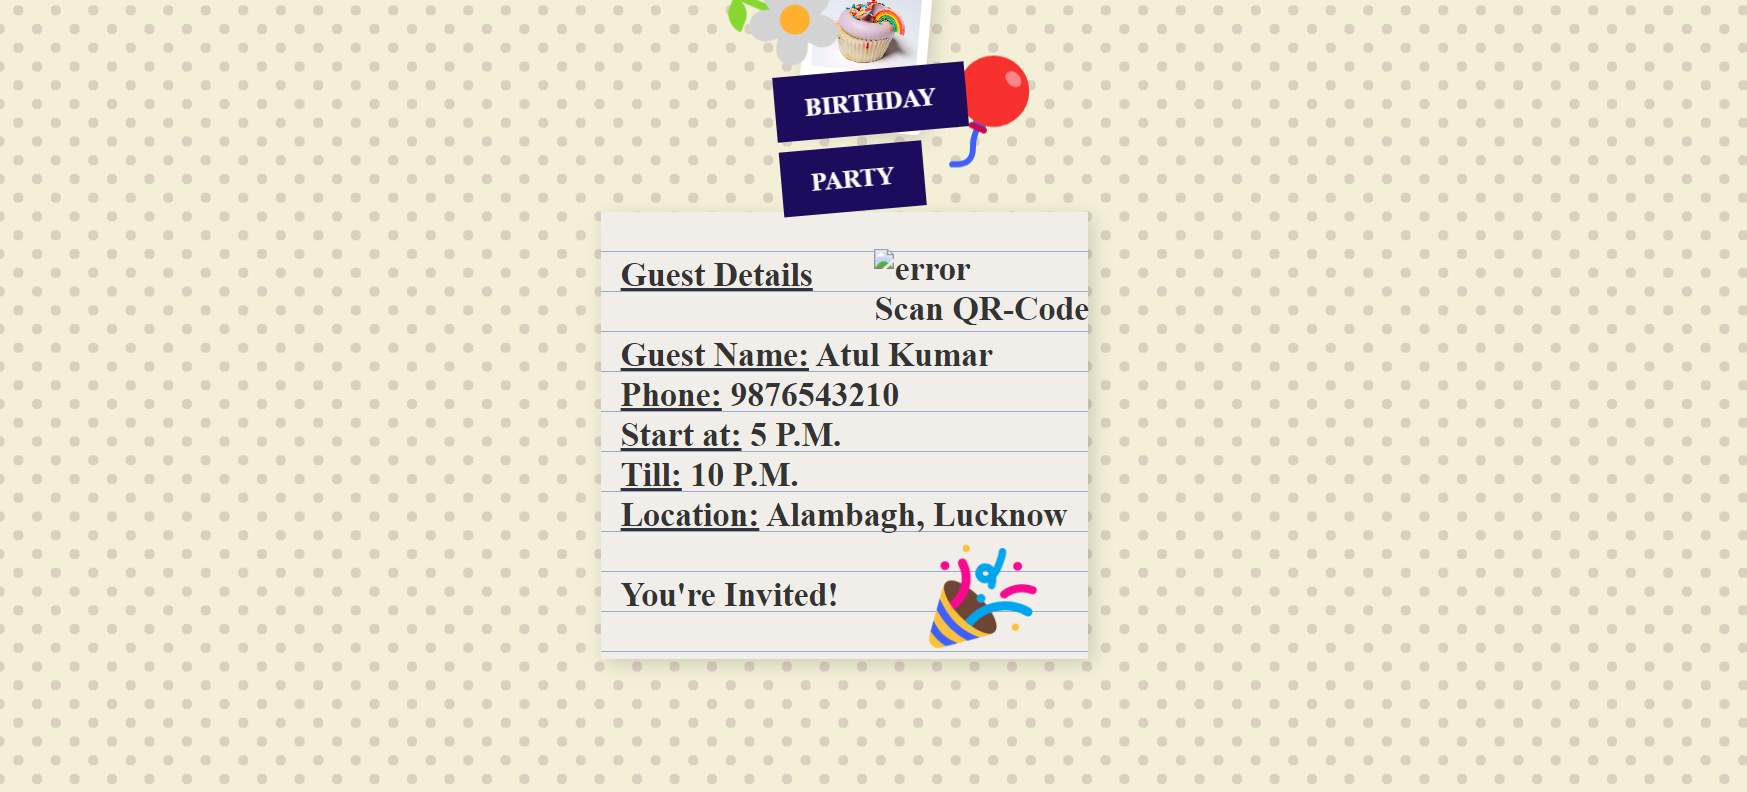 BIRTHDAY
PARTY
Guest Details
error
Scan QR-Code
Guest Name: Atul Kumar
Phone: 9876543210
Start at: 5 P.M.
Till: 10 P.M.
Location: Alambagh, Lucknow
You're Invited!